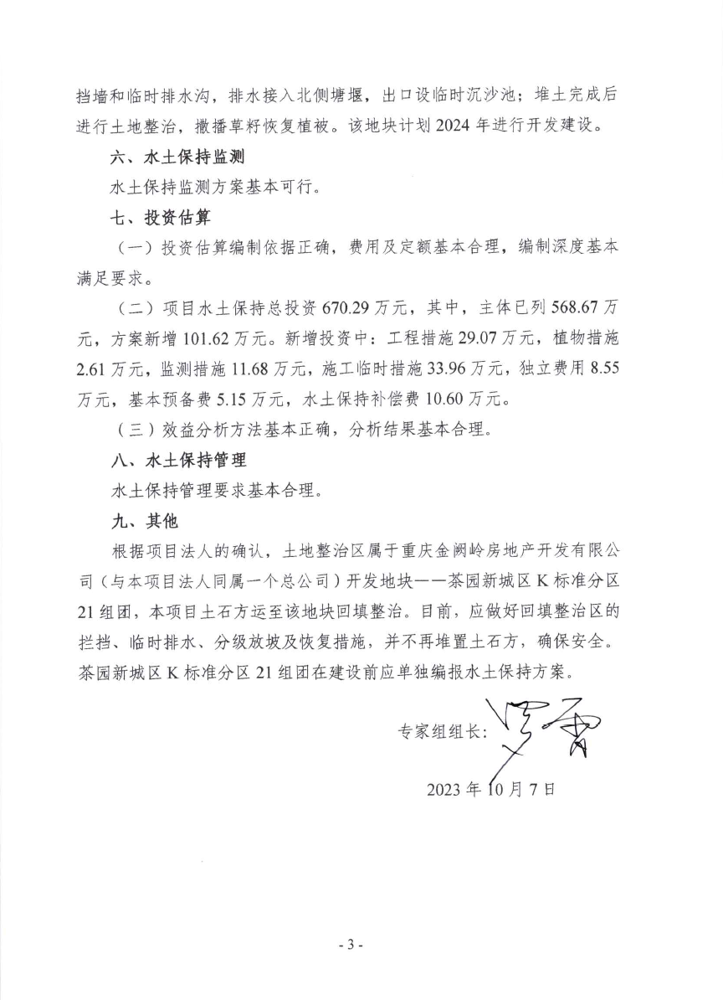 挡墙和临时排水沟，排水接入北侧塘堰，出口设临时沉沙池；堆土完成后
进行土地整治，撒播草籽恢复植被。该地块计划 2024 年进行开发建设。
六、水土保持监测
水土保持监测方案基本可行。
七、投资估算
（一）投资估算编制依据正确，费用及定额基本合理，编制深度基本
满足要求。
（二）项目水土保持总投资 670.29 万元，其中，主体已列 568.67 万
元，方案新增 101.62 万元。新增投资中：工程措施 29.07 万元，植物措施
2.61 万元，监测措施 11.68 万元，施工临时措施 33.96 万元，独立费用 8.55
万元，基本预备费 5.15 万元，水土保持补偿费 10.60 万元。
（三）效益分析方法基本正确，分析结果基本合理。
八、水土保持管理
水土保持管理要求基本合理。
九、其他
根据项目法人的确认，土地整治区属于重庆金阙岭房地产开发有限公
司（与本项目法人同属一个总公司）开发地块——茶园新城区 K 标准分区
21 组团，本项目土石方运至该地块回填整治。目前，应做好回填整治区的
拦挡、临时排水、分级放坡及恢复措施，并不再堆置土石方，确保安全。
茶园新城区 K 标准分区 21 组团在建设前应单独编报水土保持方案。
专家组组长：
2023 年 10 月 7 日
- 3 -